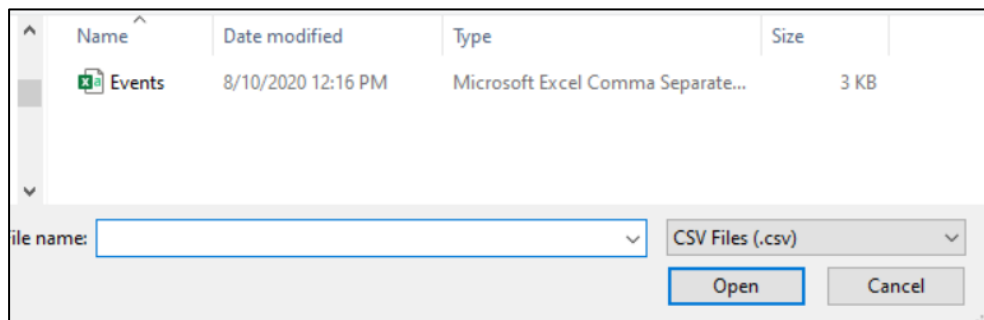 Name Date modified Type Size
Events 8/10/2020 12:16 PM Microsoft Excel Comma Separate... 3 KB
ile name: CSV Files (.csv)
Open Cancel